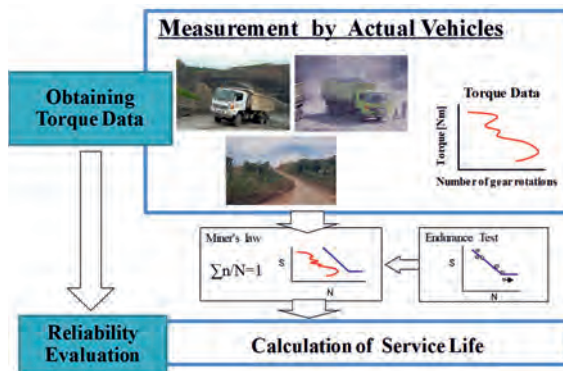 Measurement by Actual Vehicles
Obtaining
Torque Data
Torque Data
Torque [Nm]
Number of gear rotations
Miner's law
∑n/N=1
S
N
Endurance Test
S
N
Reliability
Evaluation
Calculation of Service Life